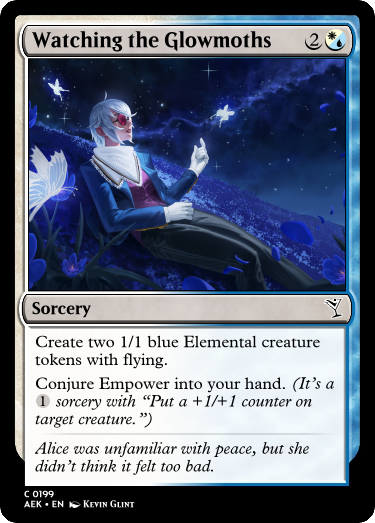 Watching the Glowmoths 2
Sorcery
Create two 1/1 blue Elemental creature
tokens with flying.
Conjure Empower into your hand. (It's a
1 sorcery with “Put a +1/+1 counter on
target creature.”)
Alice was unfamiliar with peace, but she
didn't think it felt too bad.
C 0199
AEK • EN Kevin Glint